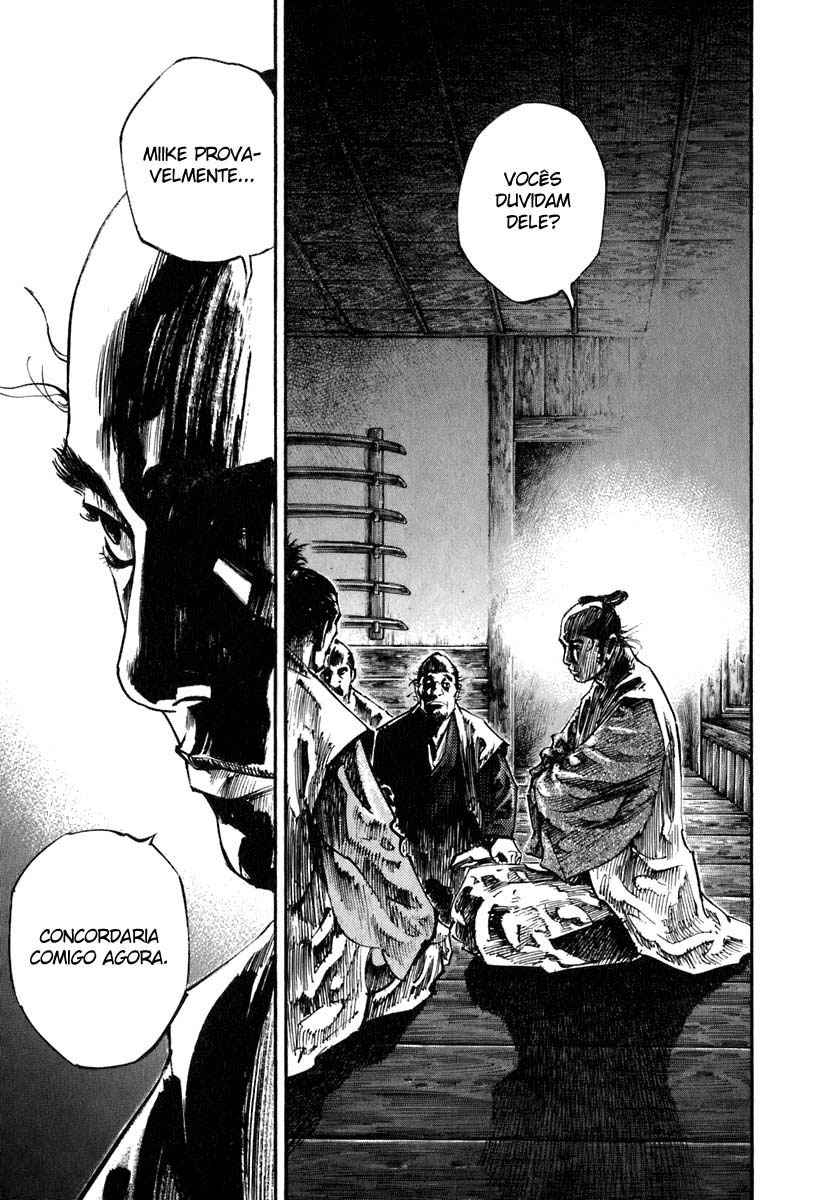 VOCÊS
DUVIDAM
DELE?
MIIKE PROVA-
VELMENTE...
CONCORDARIA
COMIGO AGORA.